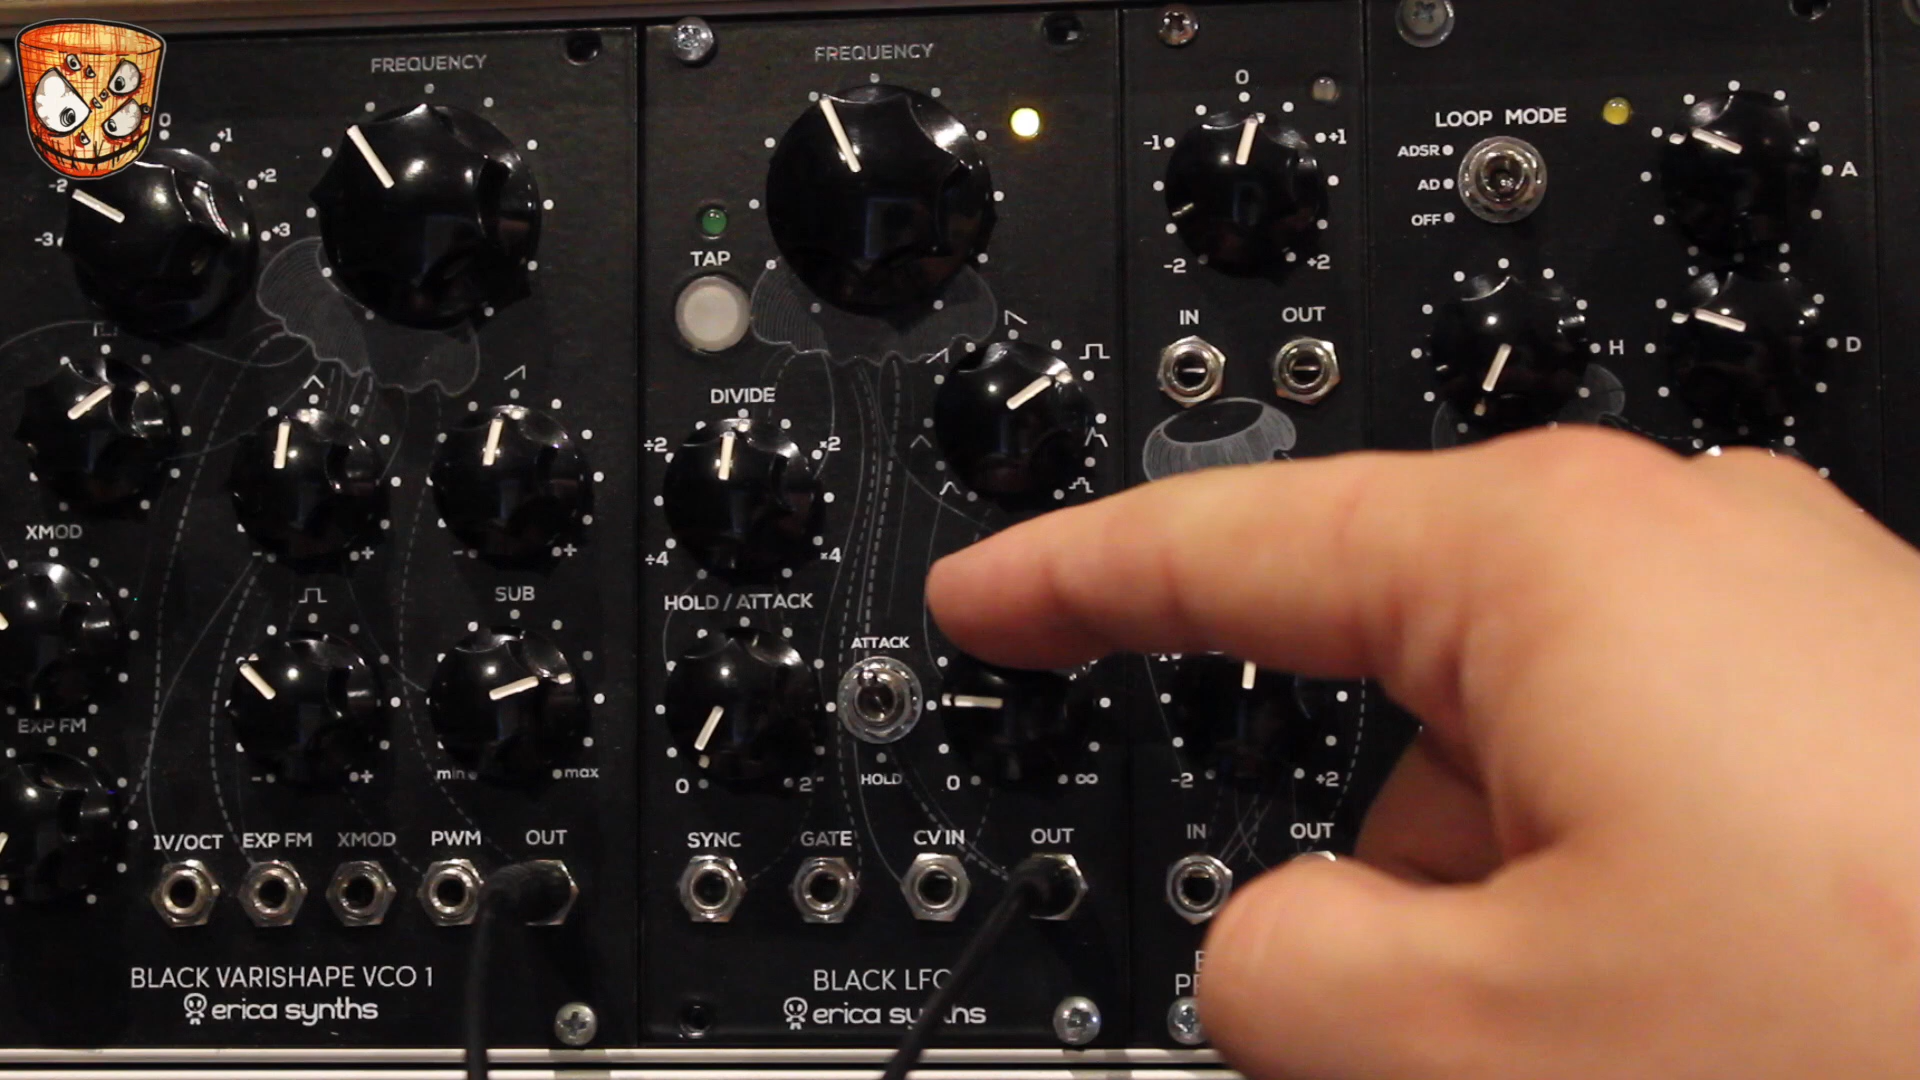 FREQUENCY
0
+1
-2
+2
-3
+3
XMOD
- +
- +
EXP FM
SUB
- +
min max
1V/OCT EXP FM XMOD PWM OUT
BLACK VARISHAPE VCO 1
erica synths
FREQUENCY
TAP
DIVIDE
÷2 ×2
÷4 ×4
HOLD / ATTACK
ATTACK
0 2
HOLD
0 ∞
SYNC GATE CV IN OUT
BLACK LFO
erica synths
0
-1 +1
-2 +2
IN OUT
-2 +2
IN OUT
LOOP MODE
ADSR
AD
OFF
A
H
D